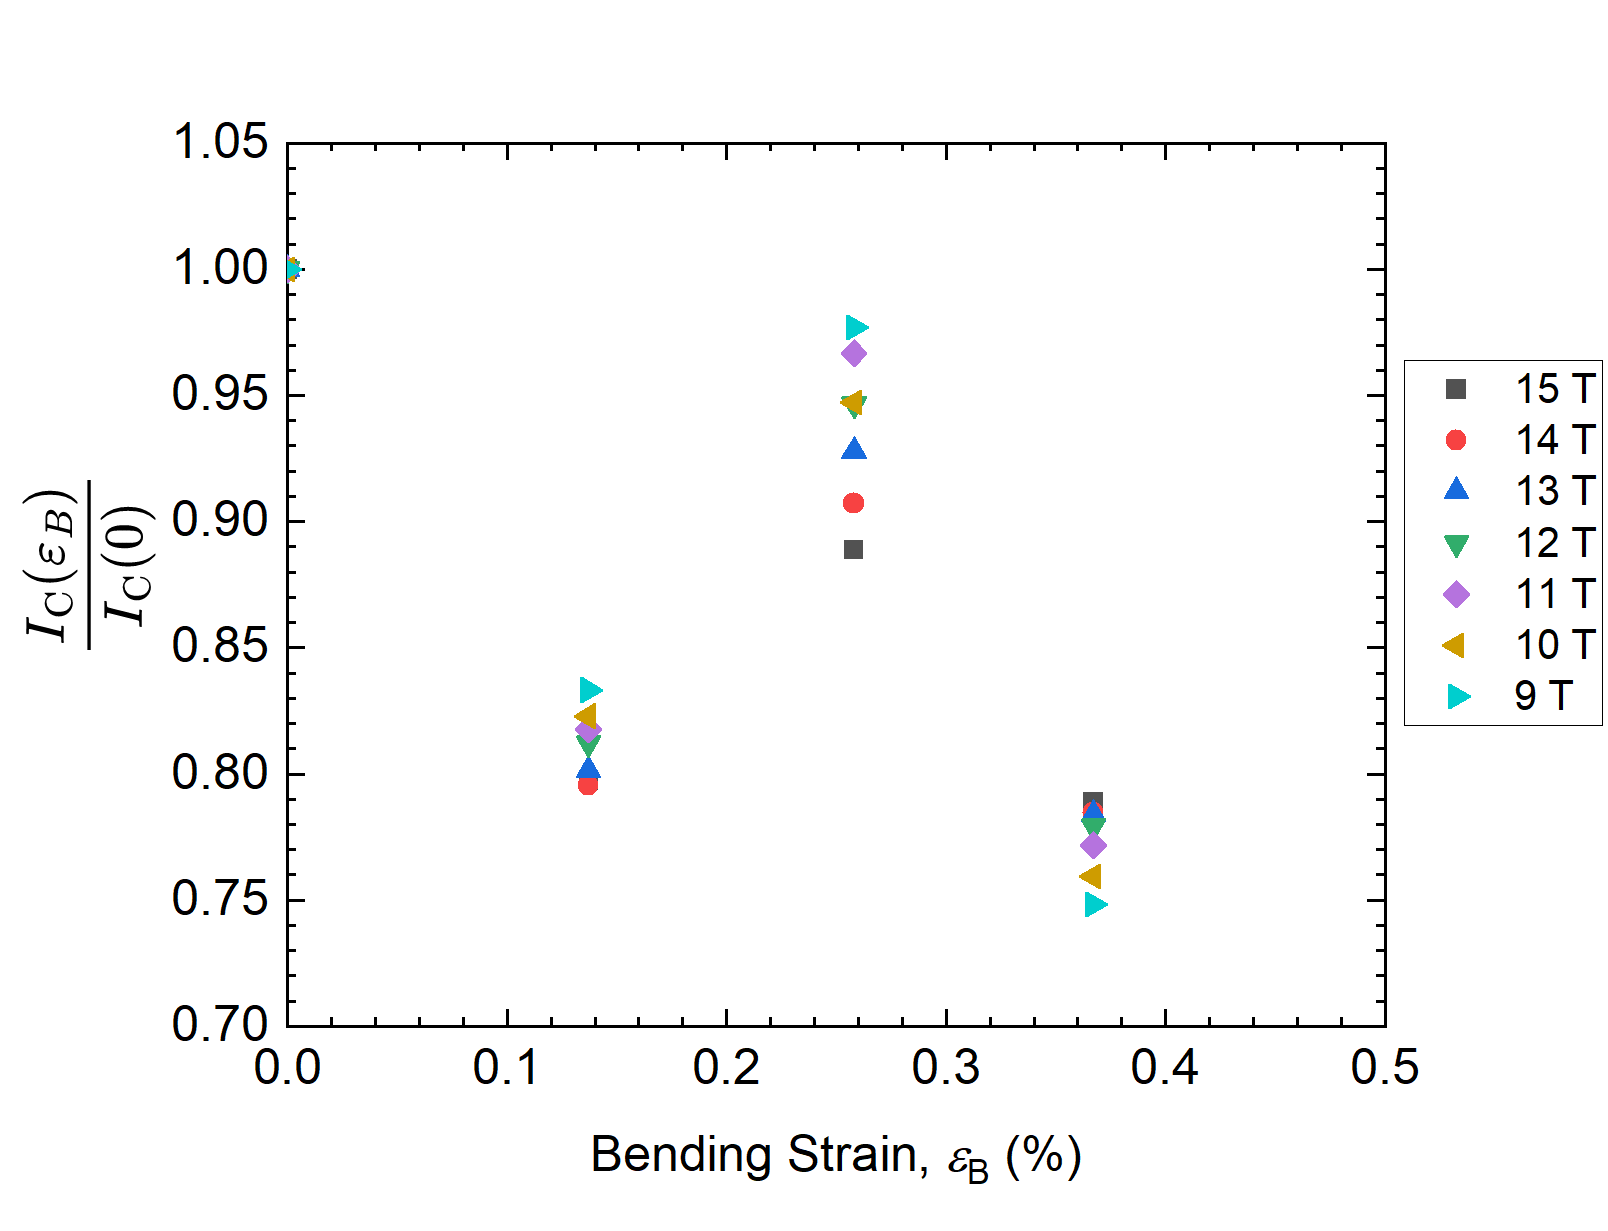 1.05
1.00
0.95
0.90
0.85
0.80
0.75
0.70
I_C(ε_B)
I_C(0)
0.0 0.1 0.2 0.3 0.4 0.5
Bending Strain, ε_B (%)
15 T
14 T
13 T
12 T
11 T
10 T
9 T